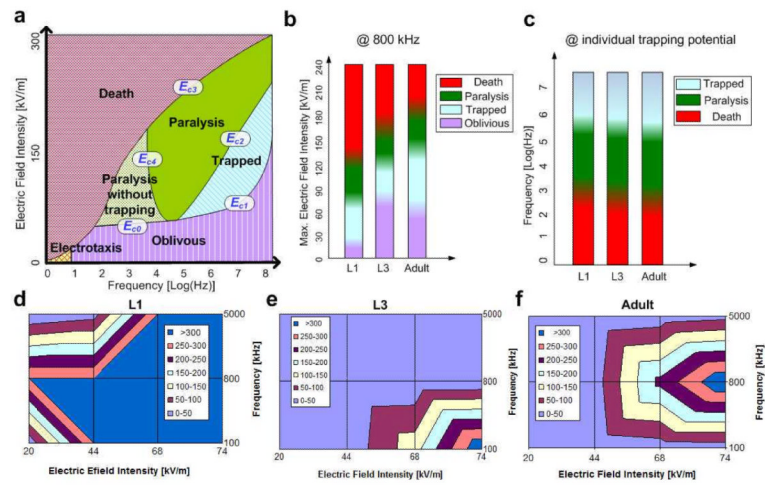 a
Electric Field Intensity [kV/m]
300
150
0
Death
Ec3
Paralysis
Ec2
Trapped
Ec4
Paralysis
without
trapping
Ec1
Ec0
Electrotaxis
Oblivous
0 1 2 3 4 5 6 7 8
Frequency [Log(Hz)]
b
@ 800 kHz
Max. Electric Field Intensity [kV/m]
240
210
180
150
120
90
60
30
0
Death
Paralysis
Trapped
Oblivious
L1 L3 Adult
c
@ individual trapping potential
Frequency [Log(Hz)]
7
6
5
4
3
2
1
0
Trapped
Paralysis
Death
L1 L3 Adult
d
L1
>300
250-300
200-250
150-200
100-150
50-100
0-50
5000
800
100
Frequency [kHz]
20 44 68 74
Electric Efield Intensity [kV/m]
e
L3
>300
250-300
200-250
150-200
100-150
50-100
0-50
5000
800
100
Frequency [kHz]
20 44 68 74
Electric Field Intensity [kV/m]
f
Adult
>300
250-300
200-250
150-200
100-150
50-100
0-50
5000
800
100
Frequency [kHz]
20 44 68 74
Electric Field Intensity [kV/m]